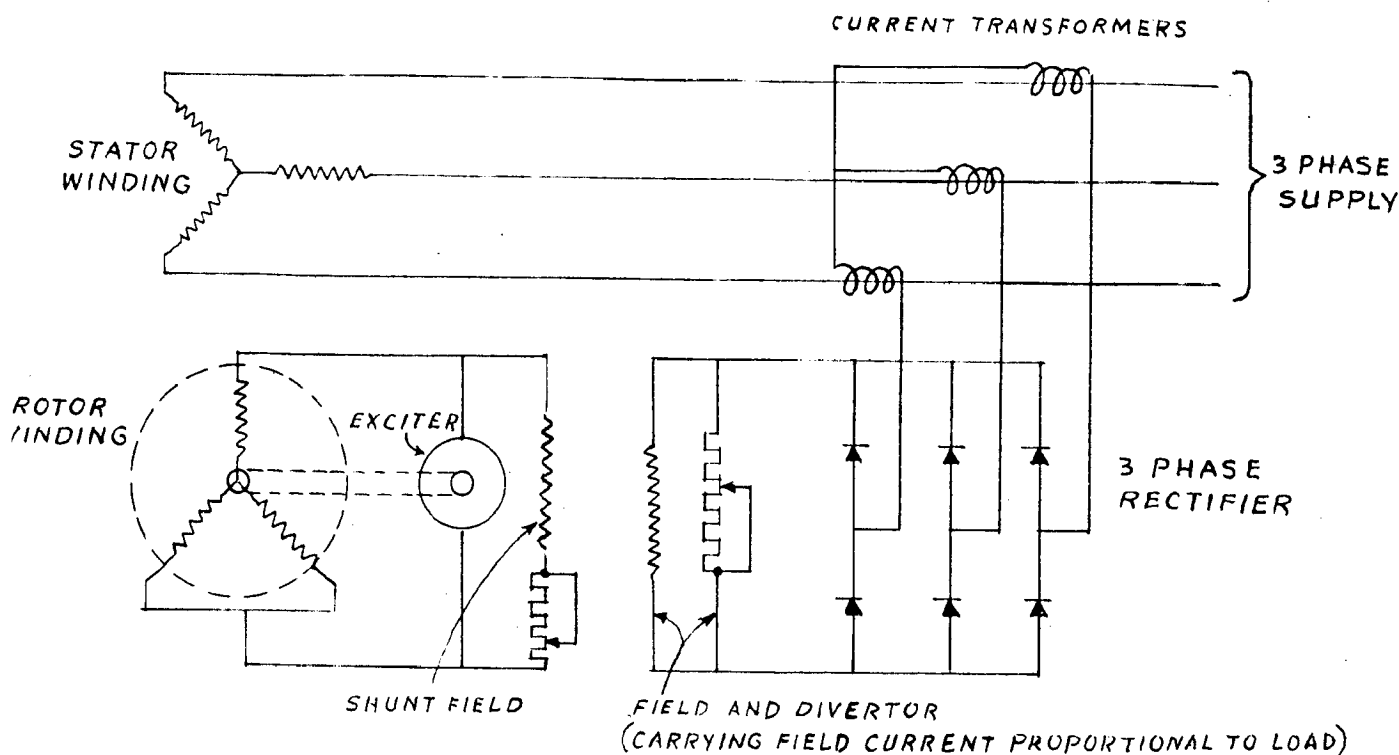 CURRENT TRANSFORMERS
STATOR
WINDING
3 PHASE
SUPPLY
ROTOR
INDING
EXCITER
3 PHASE
RECTIFIER
SHUNT FIELD
FIELD AND DIVERTOR
(CARRYING FIELD CURRENT PROPORTIONAL TO LOAD)